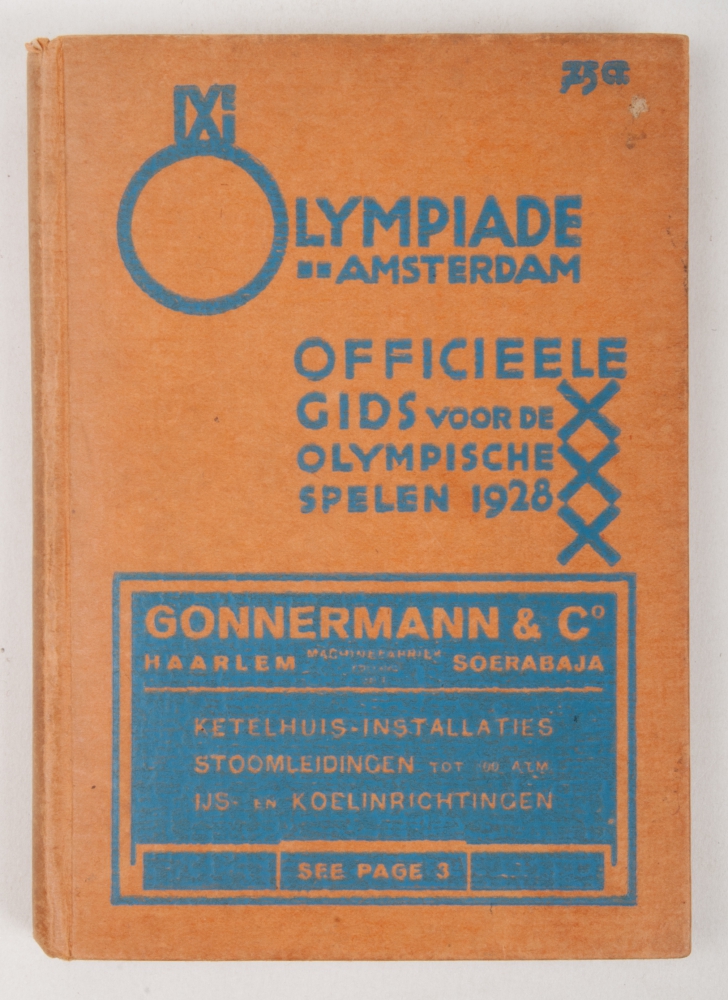 75 ct
IXE
OLYMPIADE
AMSTERDAM
OFFICIEELE
GIDS VOOR DE
OLYMPISCHE
SPELEN 1928
XXX
GONNERMANN & Cº
HAARLEM MACHINEFABRIEK SOERABAJA
KETELHUIS-INSTALLATIES
STOOMLEIDINGEN TOT 100 ATM
IJS- EN KOELINRICHTINGEN
SEE PAGE 3